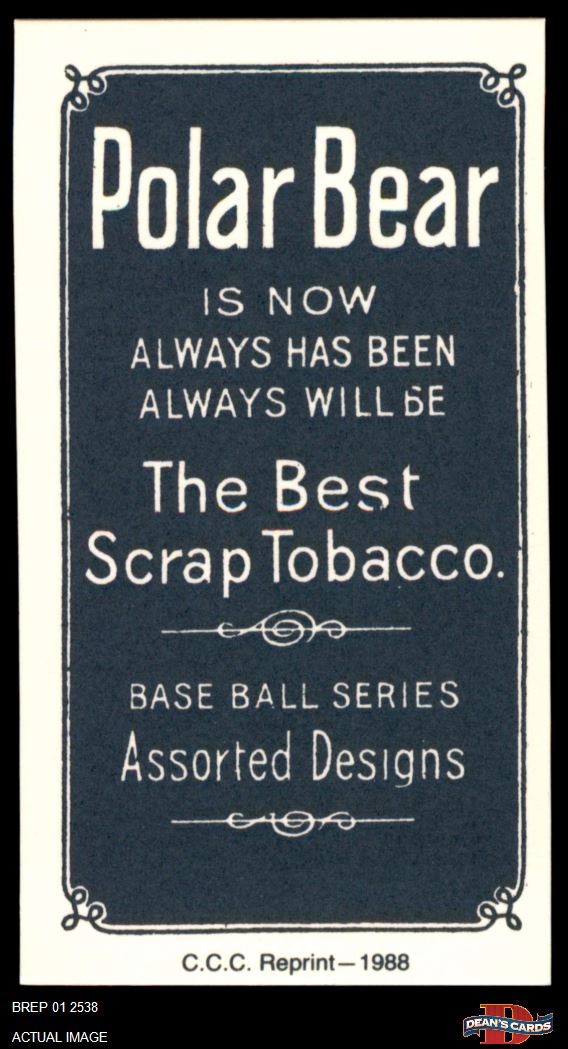 Polar Bear
IS NOW
ALWAYS HAS BEEN
ALWAYS WILL BE
The Best
Scrap Tobacco.
BASE BALL SERIES
Assorted Designs
C.C.C. Reprint—1988
BREP 01 2538
ACTUAL IMAGE
D
DEAN'S CARDS